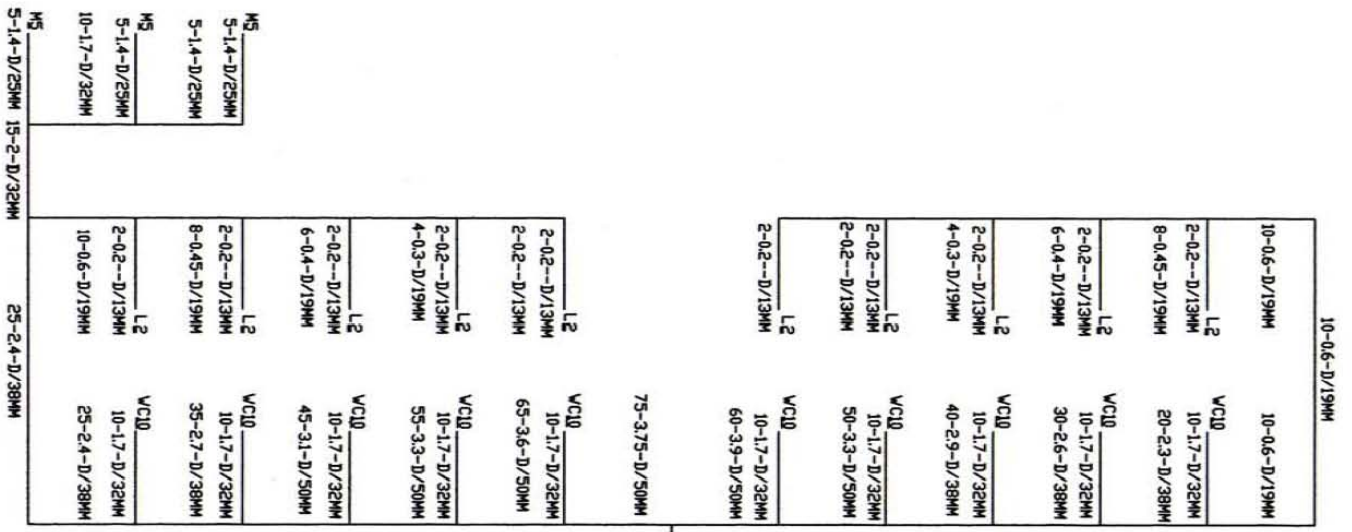 M5
5-1.4-D/25MM
5-1.4-D/25MM
M5
5-1.4-D/25MM
10-1.7-D/32MM
M5
5-1.4-D/25MM
15-2-D/32MM
25-2.4-D/38MM
L2
2-0.2--D/13MM
2-0.2--D/13MM
L2
2-0.2--D/13MM
4-0.3-D/19MM
L2
2-0.2--D/13MM
6-0.4-D/19MM
L2
2-0.2--D/13MM
8-0.45-D/19MM
L2
2-0.2--D/13MM
10-0.6-D/19MM
10-0.6-D/19MM
10-0.6-D/19MM
L2
2-0.2--D/13MM
8-0.45-D/19MM
L2
2-0.2--D/13MM
6-0.4-D/19MM
L2
2-0.2--D/13MM
4-0.3-D/19MM
L2
2-0.2--D/13MM
2-0.2--D/13MM
L2
2-0.2--D/13MM
10-0.6-D/19MM
WC10
10-1.7-D/32MM
20-2.3-D/38MM
WC10
10-1.7-D/32MM
30-2.6-D/38MM
WC10
10-1.7-D/32MM
40-2.9-D/38MM
WC10
10-1.7-D/32MM
50-3.3-D/50MM
WC10
10-1.7-D/32MM
60-3.9-D/50MM
75-3.75-D/50MM
WC10
10-1.7-D/32MM
65-3.6-D/50MM
WC10
10-1.7-D/32MM
55-3.3-D/50MM
WC10
10-1.7-D/32MM
45-3.1-D/50MM
WC10
10-1.7-D/32MM
35-2.7-D/38MM
WC10
10-1.7-D/32MM
25-2.4-D/38MM